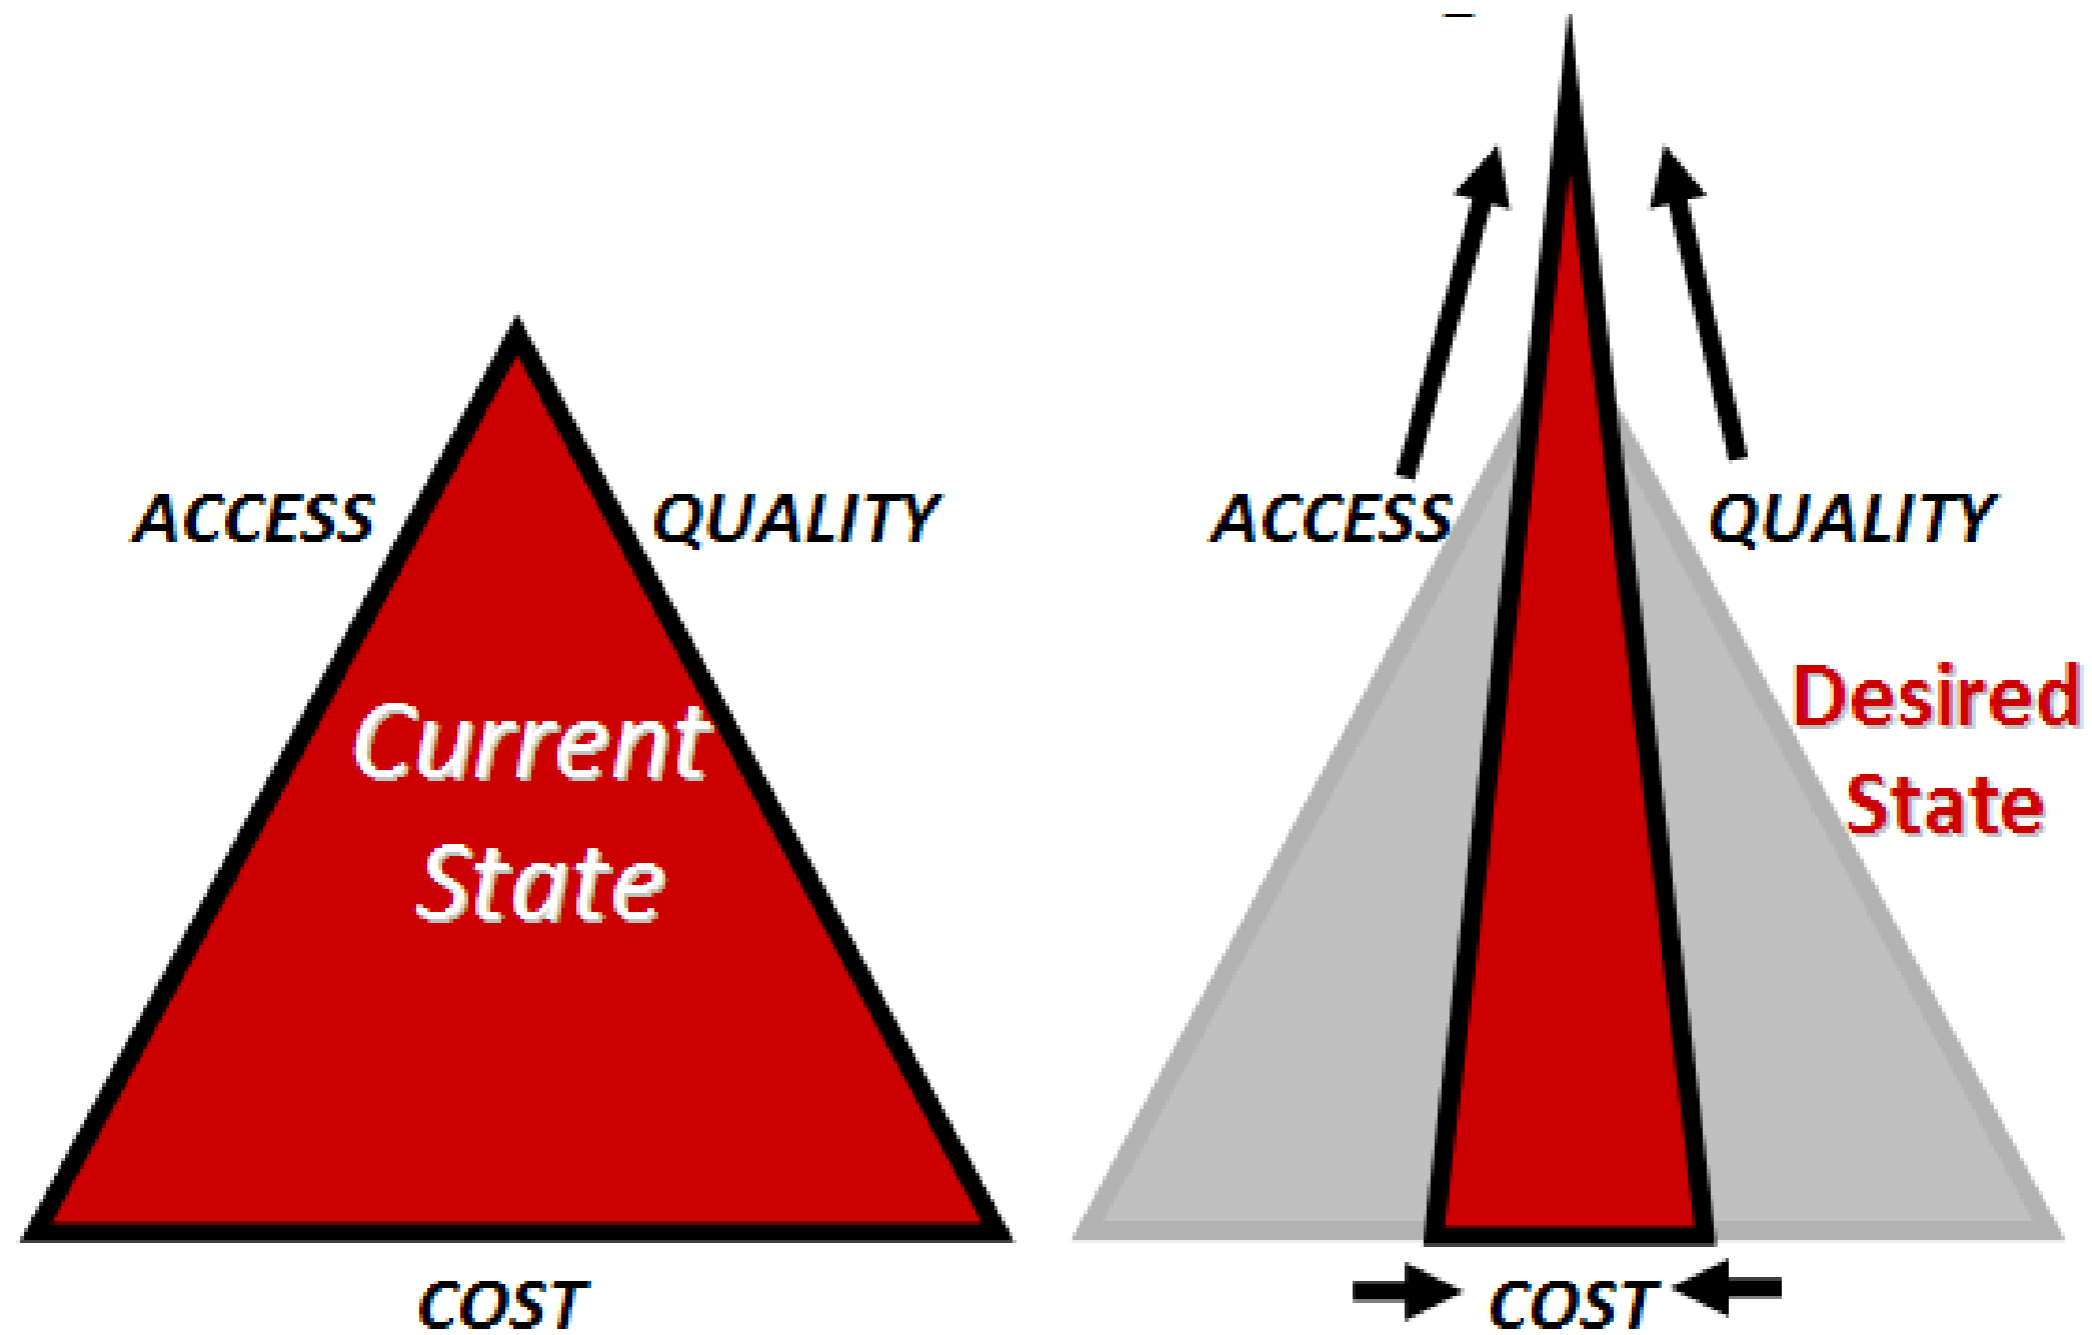 ACCESS
QUALITY
Current
State
COST
ACCESS
QUALITY
Desired
State
COST